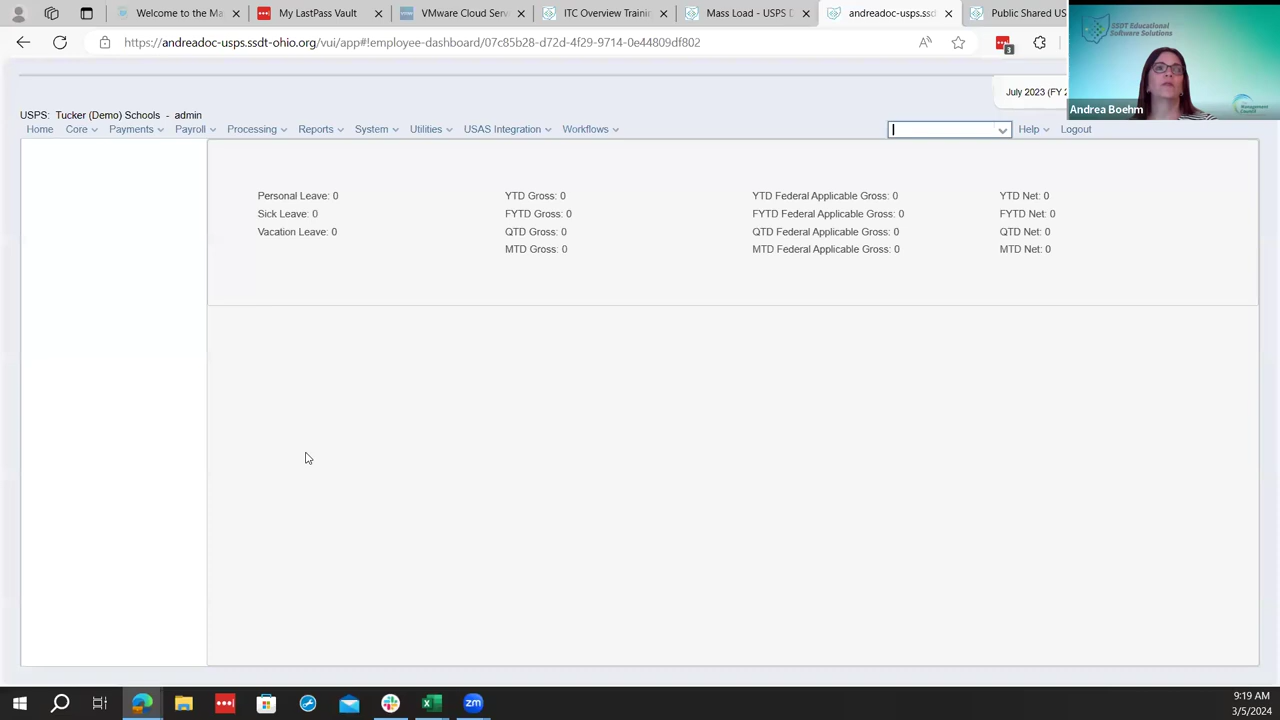 Welcome to the Ma
My LastPass Vault
VMware Cloud Serv
ITC Overview Trainin
Mass Load - USPS D
andreadoc-usps.ssd
Public Shared US
https://andreadoc-usps.ssdt-ohio.org/vui/app#!employee-dashboard/07c85b28-d72d-4f29-9714-0e44809df802
3
SSDT Educational
Software Solutions
Management
Council
Andrea Boehm
July 2023 (FY 2
USPS: Tucker (Demo) Schools - admin
Home Core Payments Payroll Processing Reports System Utilities USAS Integration Workflows Help Logout
Personal Leave: 0 YTD Gross: 0 YTD Federal Applicable Gross: 0 YTD Net: 0
Sick Leave: 0 FYTD Gross: 0 FYTD Federal Applicable Gross: 0 FYTD Net: 0
Vacation Leave: 0 QTD Gross: 0 QTD Federal Applicable Gross: 0 QTD Net: 0
MTD Gross: 0 MTD Federal Applicable Gross: 0 MTD Net: 0
zm
9:19 AM
3/5/2024